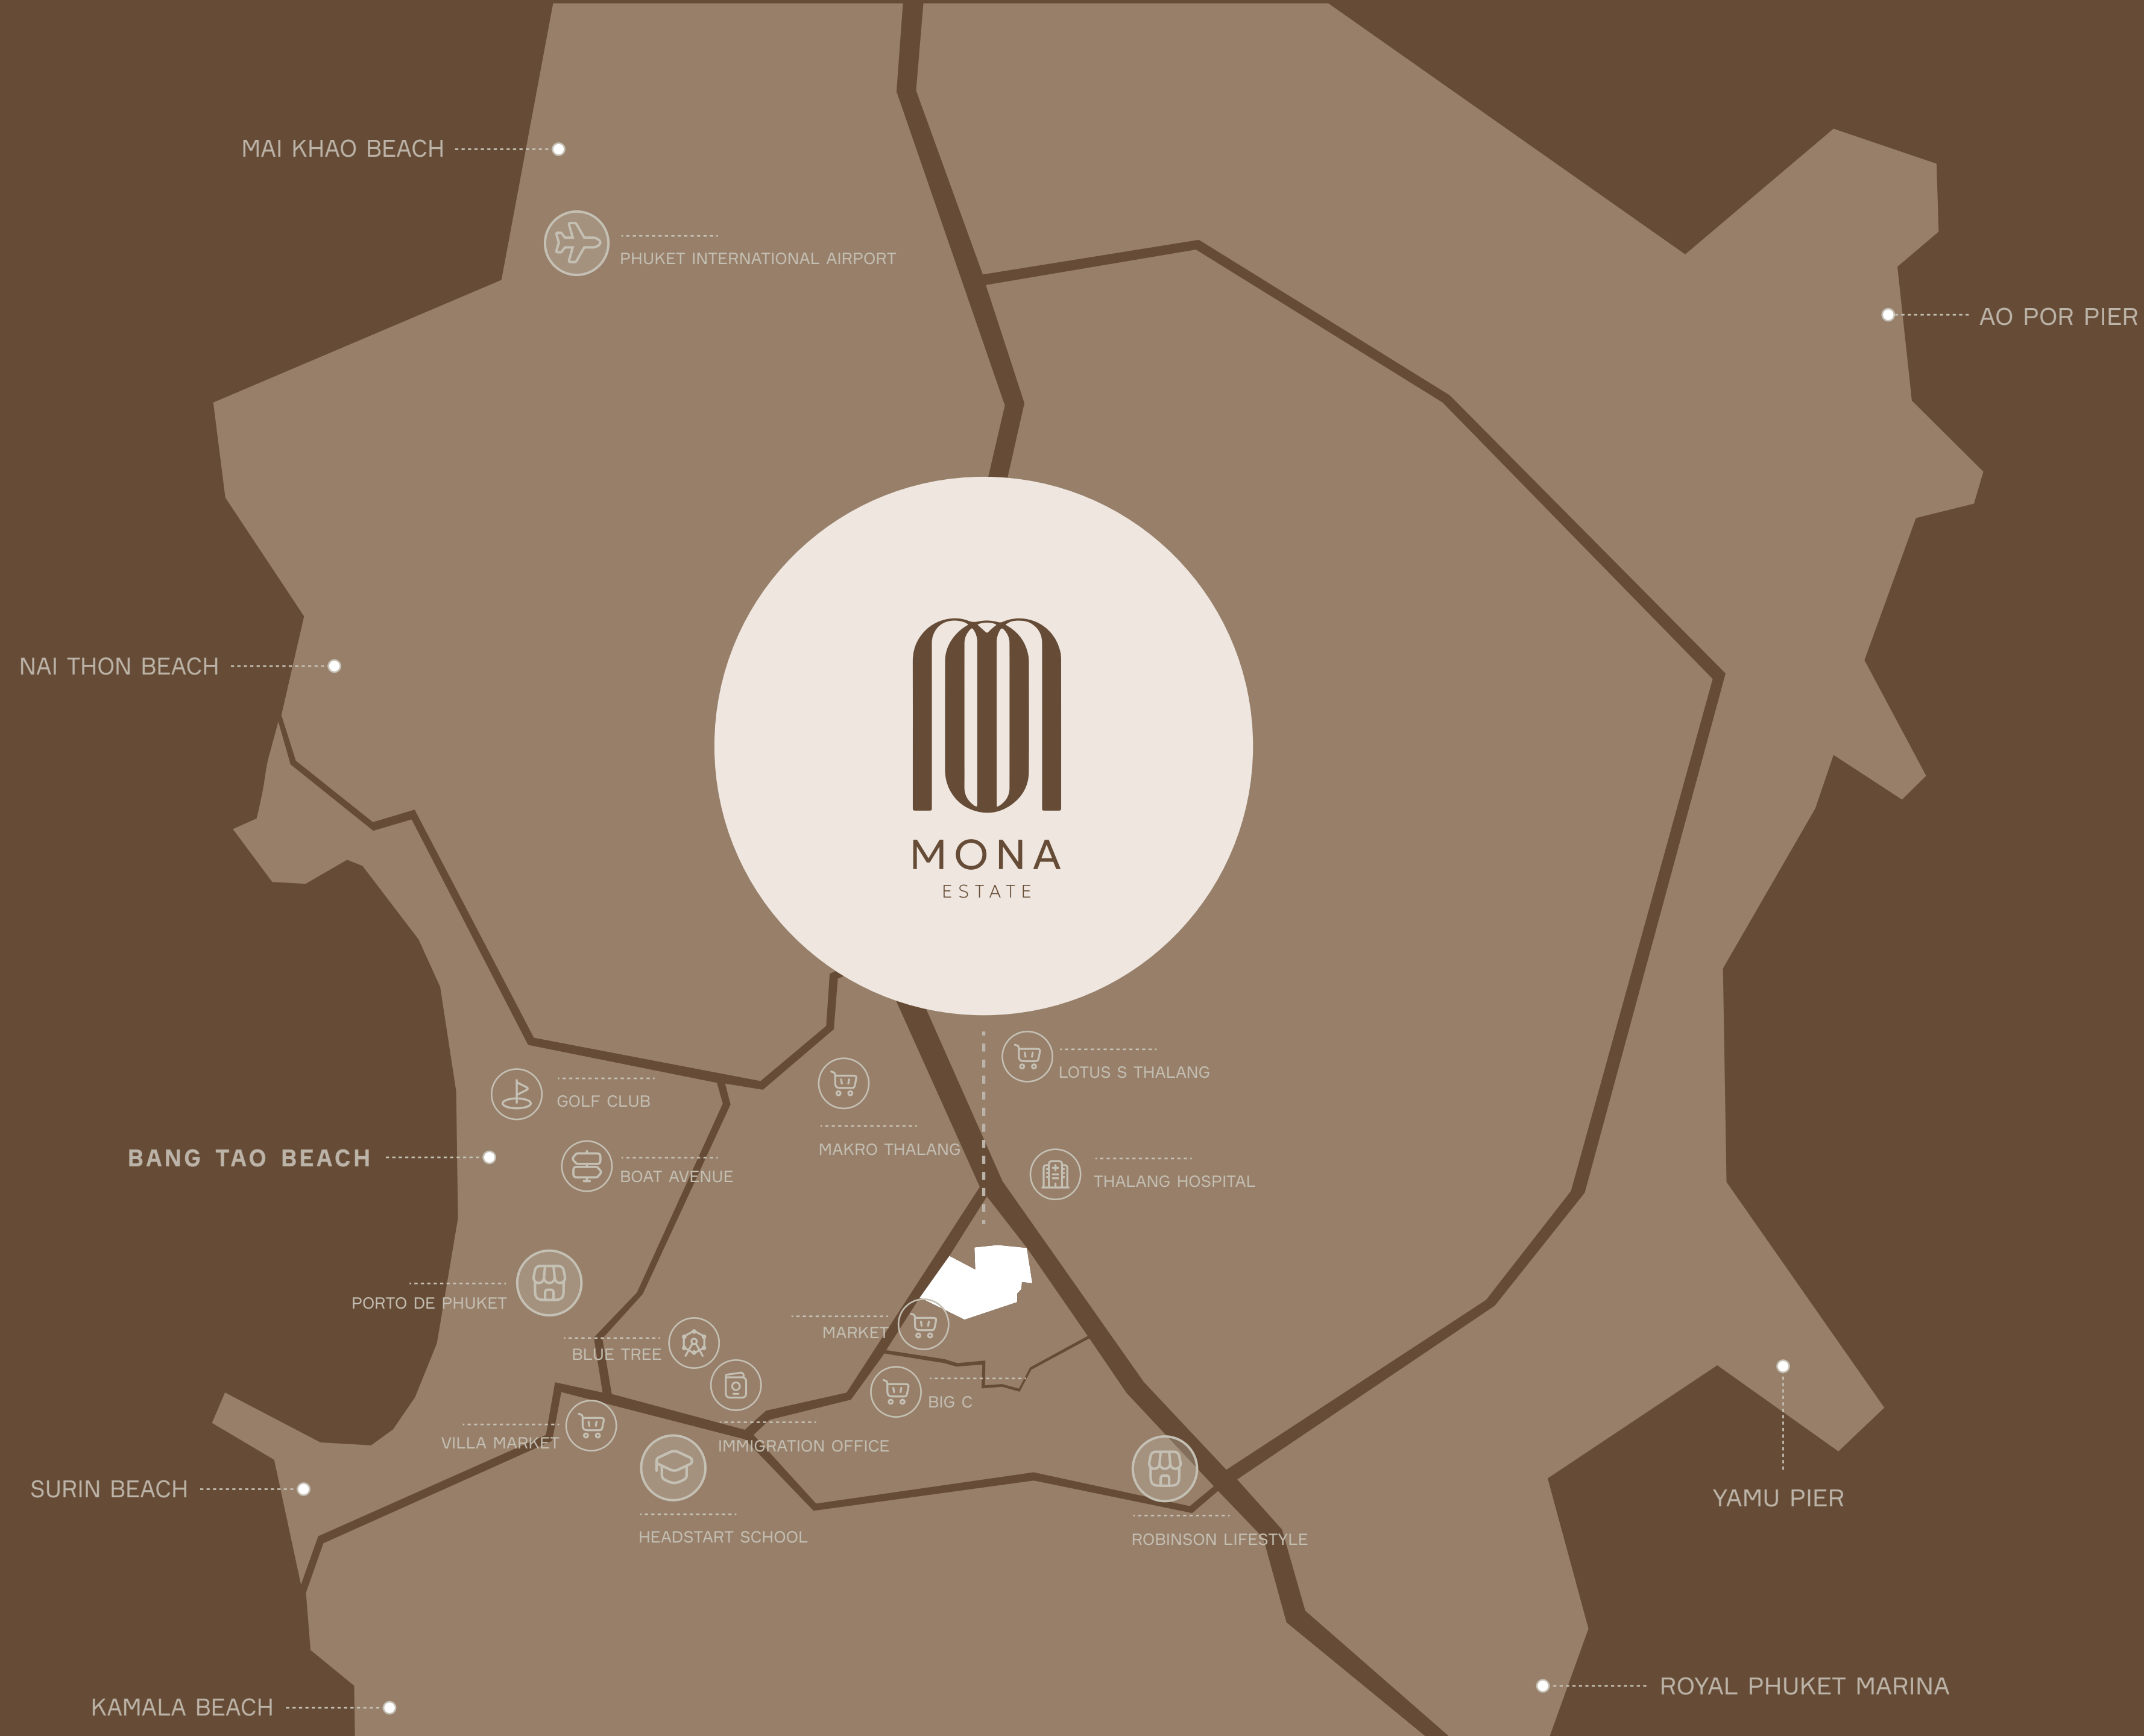 MAI KHAO BEACH
PHUKET INTERNATIONAL AIRPORT
AO POR PIER
NAI THON BEACH
MONA
ESTATE
LOTUS S THALANG
GOLF CLUB
MAKRO THALANG
BANG TAO BEACH
BOAT AVENUE
THALANG HOSPITAL
PORTO DE PHUKET
MARKET
BLUE TREE
BIG C
VILLA MARKET
IMMIGRATION OFFICE
SURIN BEACH
YAMU PIER
HEADSTART SCHOOL
ROBINSON LIFESTYLE
ROYAL PHUKET MARINA
KAMALA BEACH